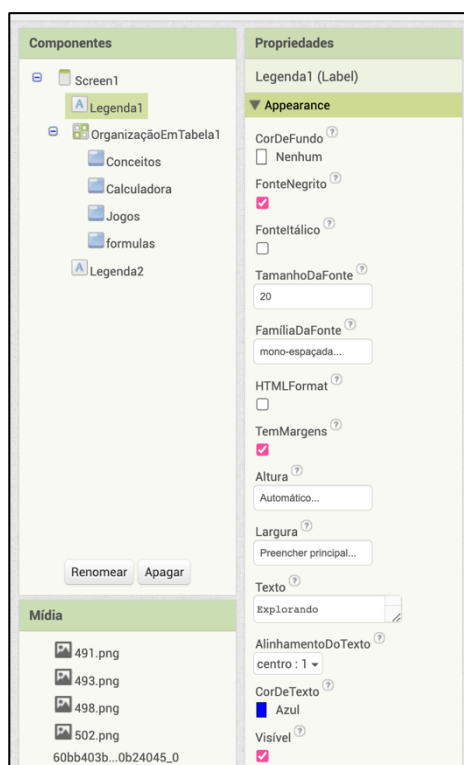 Componentes
Screen1
Legenda1
OrganizaçãoEmTabela1
Conceitos
Calculadora
Jogos
formulas
Legenda2
Renomear Apagar
Mídia
491.png
493.png
498.png
502.png
60bb403b...0b24045_0
Propriedades
Legenda1 (Label)
Appearance
CorDeFundo
Nenhum
FonteNegrito
FonteItálico
TamanhoDaFonte
20
FamíliaDaFonte
mono-espaçada...
HTMLFormat
TemMargens
Altura
Automático...
Largura
Preencher principal...
Texto
Explorando
AlinhamentoDoTexto
centro : 1
CorDeTexto
Azul
Visível